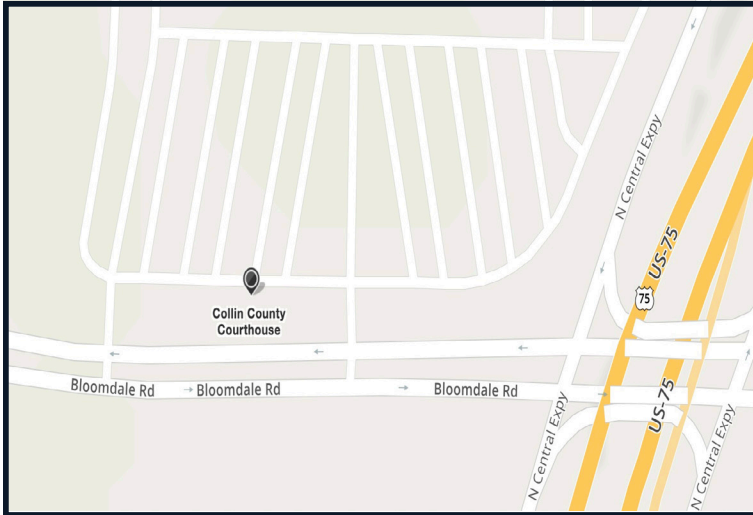 N Central Expy
US-75
75
Collin County
Courthouse
Bloomdale Rd
Bloomdale Rd
Bloomdale Rd
US-75
N Central Expy
N Central Expy